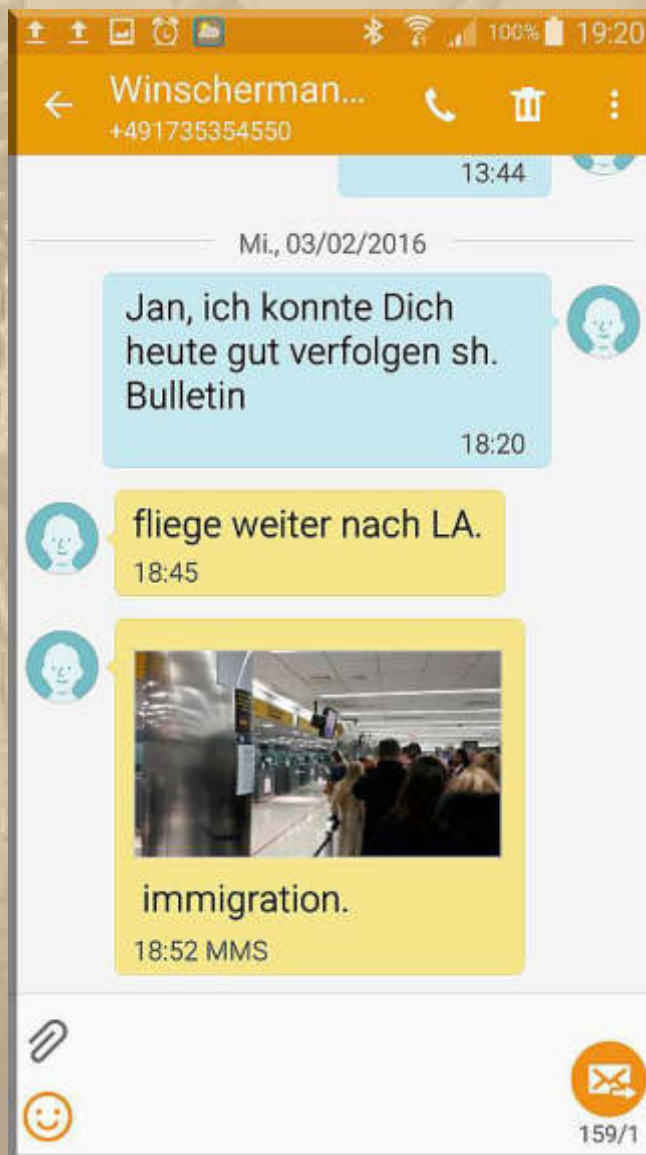 100% 19:20
Winscherman...
+491735354550
13:44
Mi., 03/02/2016
Jan, ich konnte Dich
heute gut verfolgen sh.
Bulletin
18:20
fliege weiter nach LA.
18:45
immigration.
18:52 MMS
159/1